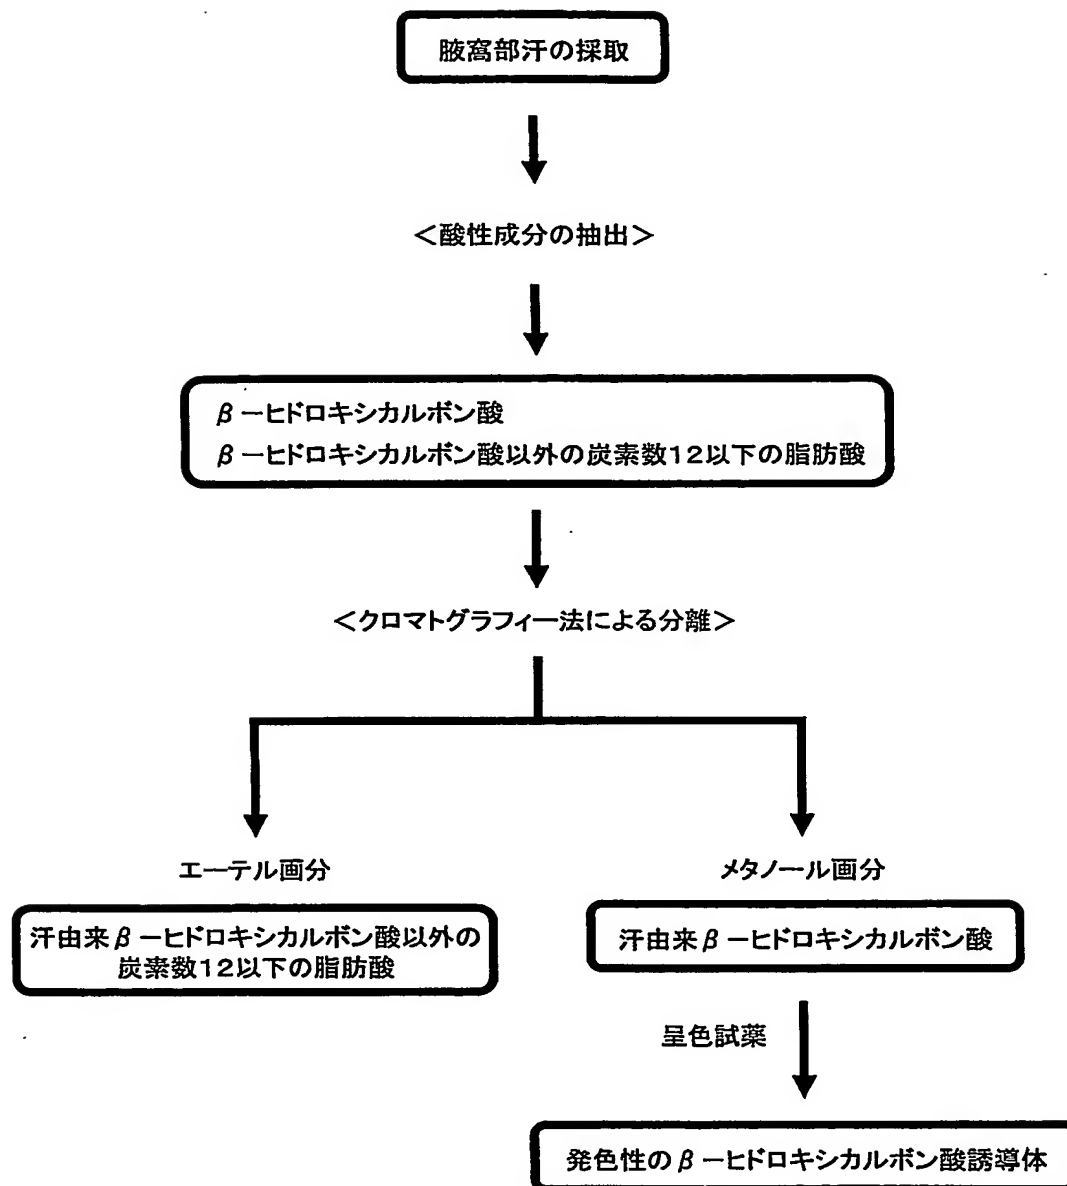 腋窩部汗の採取
＜酸性成分の抽出＞
β－ヒドロキシカルボン酸
β－ヒドロキシカルボン酸以外の炭素数１２以下の脂肪酸
＜クロマトグラフィー法による分離＞
エーテル画分
メタノール画分
汗由来β－ヒドロキシカルボン酸以外の
炭素数１２以下の脂肪酸
汗由来β－ヒドロキシカルボン酸
呈色試薬
発色性のβ－ヒドロキシカルボン酸誘導体